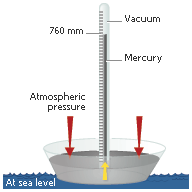 Vacuum
760 mm
Mercury
Atmospheric
pressure
At sea level